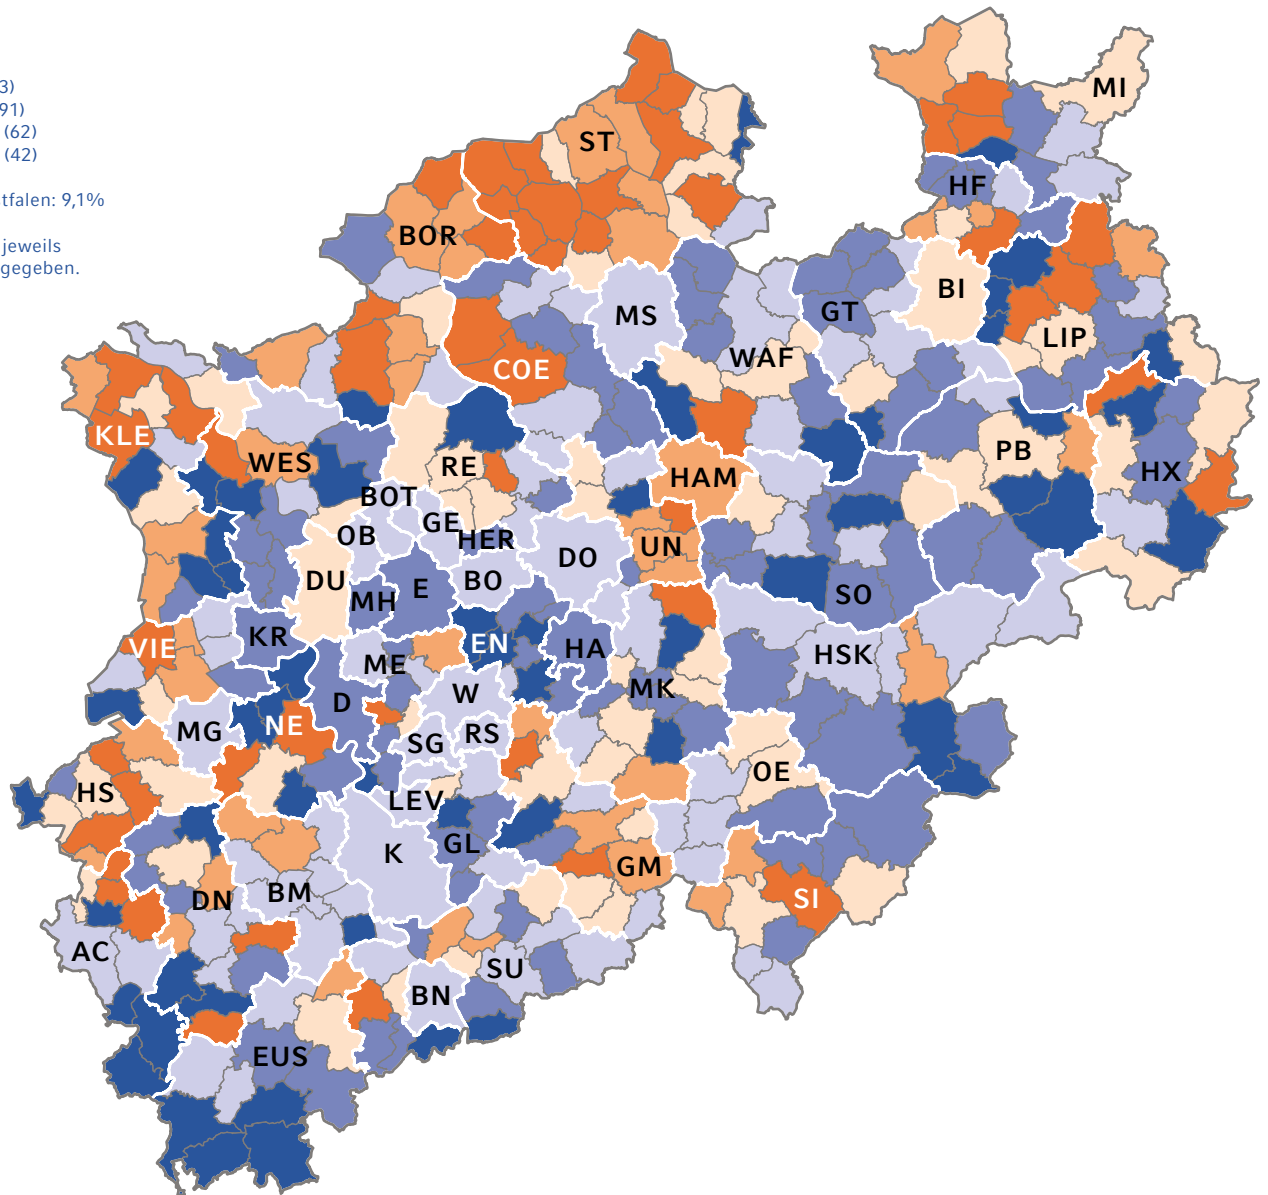 3)
91)
(62)
(42)
tfalen: 9,1%
jeweils
gegeben.
MI
ST
HF
BOR
BI
MS
GT
LIP
WAF
COE
KLE
WES
RE
HAM
PB
HX
BOT
GE
OB
HER
UN
DO
DU
E
BO
MH
SO
VIE
KR
EN
HA
HSK
ME
W
MK
D
NE
MG
SG
RS
OE
HS
LEV
K
GL
GM
DN
BM
SI
AC
SU
BN
EUS